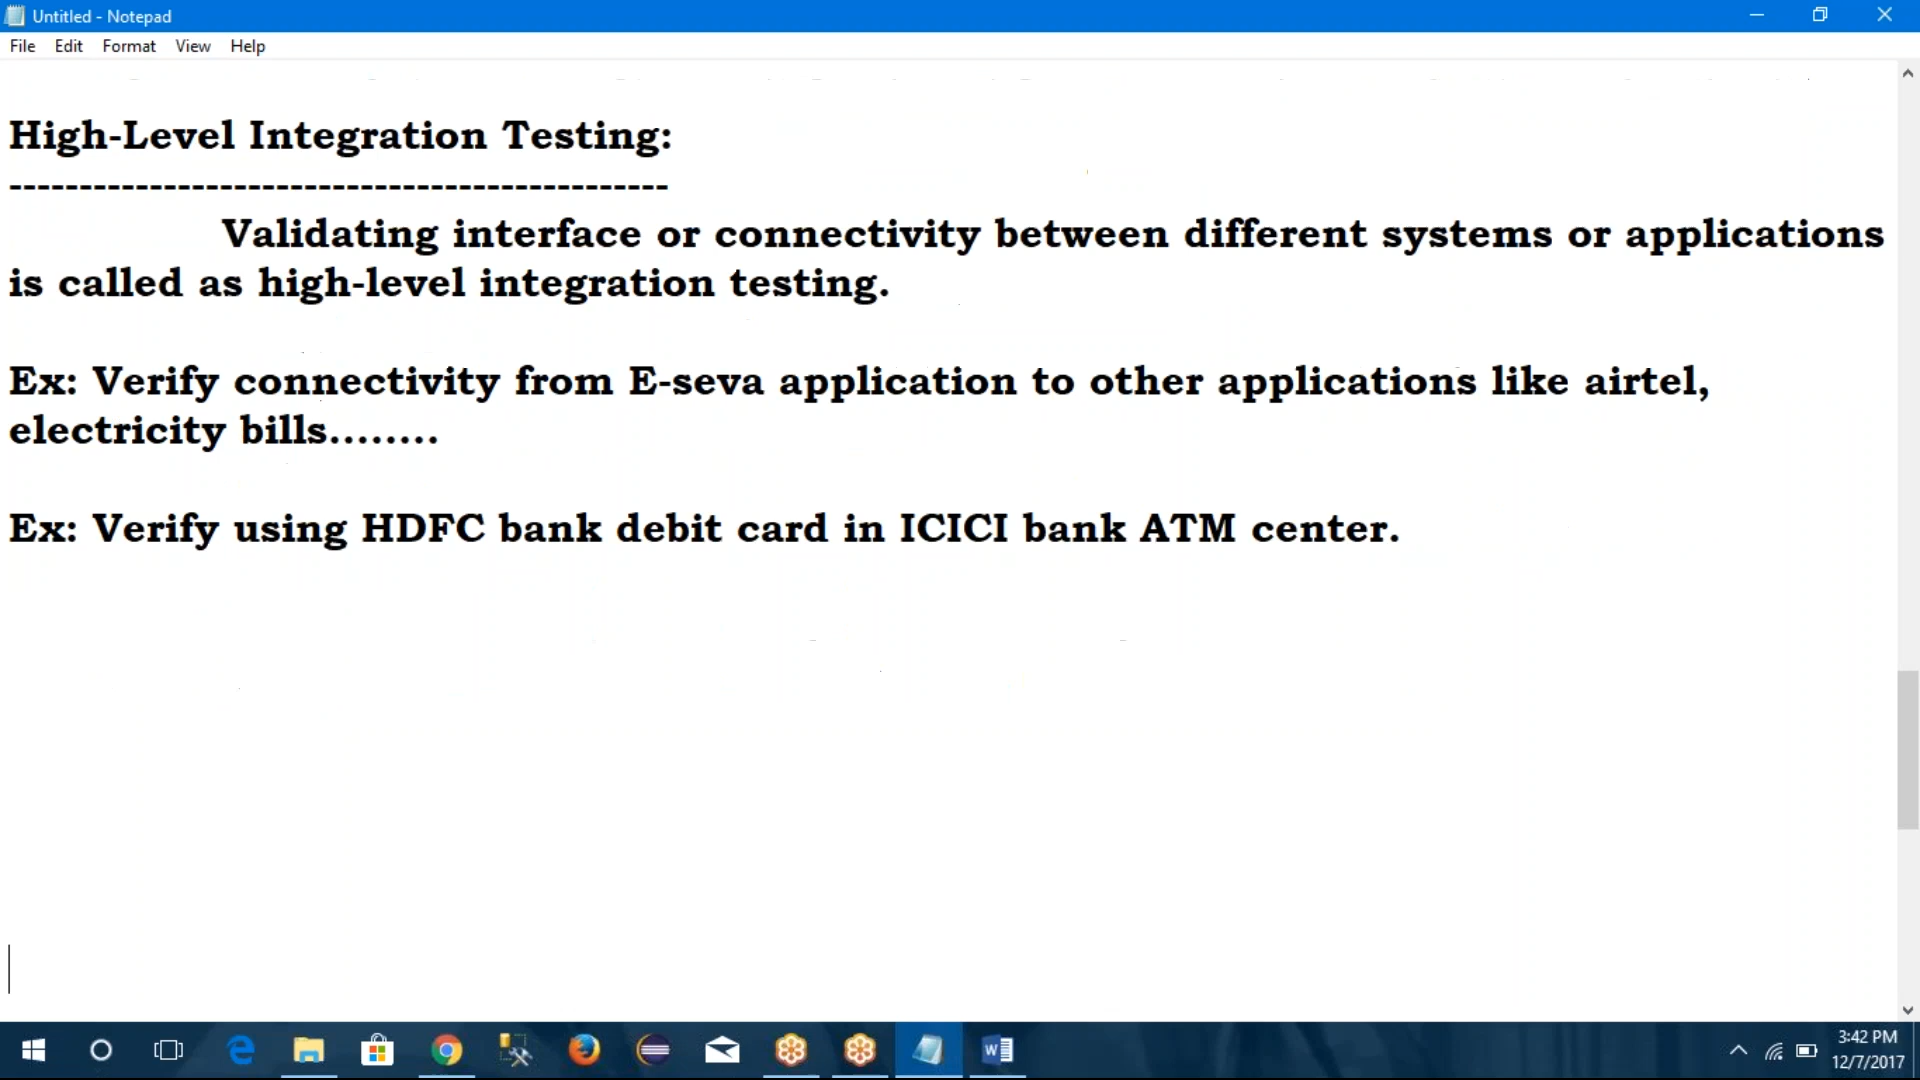 Untitled - Notepad
File Edit Format View Help
High-Level Integration Testing:
-----------------------------------------------
Validating interface or connectivity between different systems or applications
is called as high-level integration testing.
Ex: Verify connectivity from E-seva application to other applications like airtel,
electricity bills........
Ex: Verify using HDFC bank debit card in ICICI bank ATM center.
3:42 PM
12/7/2017